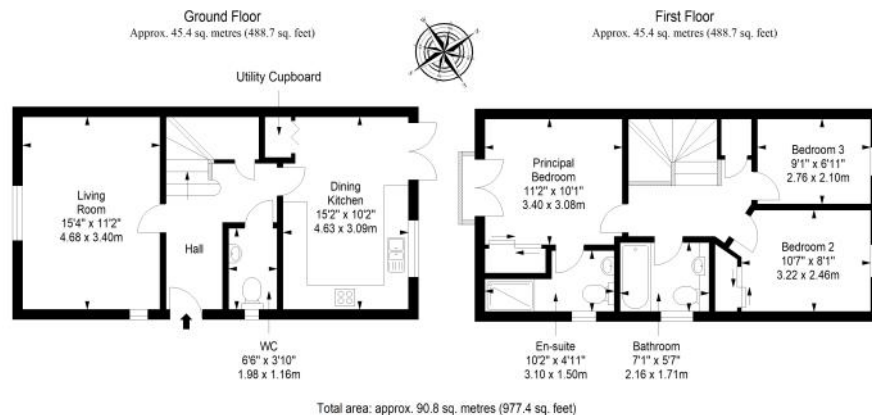 Ground Floor
Approx. 45.4 sq. metres (488.7 sq. feet)
Utility Cupboard
Living
Room
15'4" x 11'2"
4.68 x 3.40m
Hall
Dining
Kitchen
15'2" x 10'2"
4.63 x 3.09m
WC
6'6" x 3'10"
1.98 x 1.16m
First Floor
Approx. 45.4 sq. metres (488.7 sq. feet)
Principal
Bedroom
11'2" x 10'1"
3.40 x 3.08m
Bedroom 3
9'1" x 6'11"
2.76 x 2.10m
Bedroom 2
10'7" x 8'1"
3.22 x 2.46m
En-suite
10'2" x 4'11"
3.10 x 1.50m
Bathroom
7'1" x 5'7"
2.16 x 1.71m
Total area: approx. 90.8 sq. metres (977.4 sq. feet)